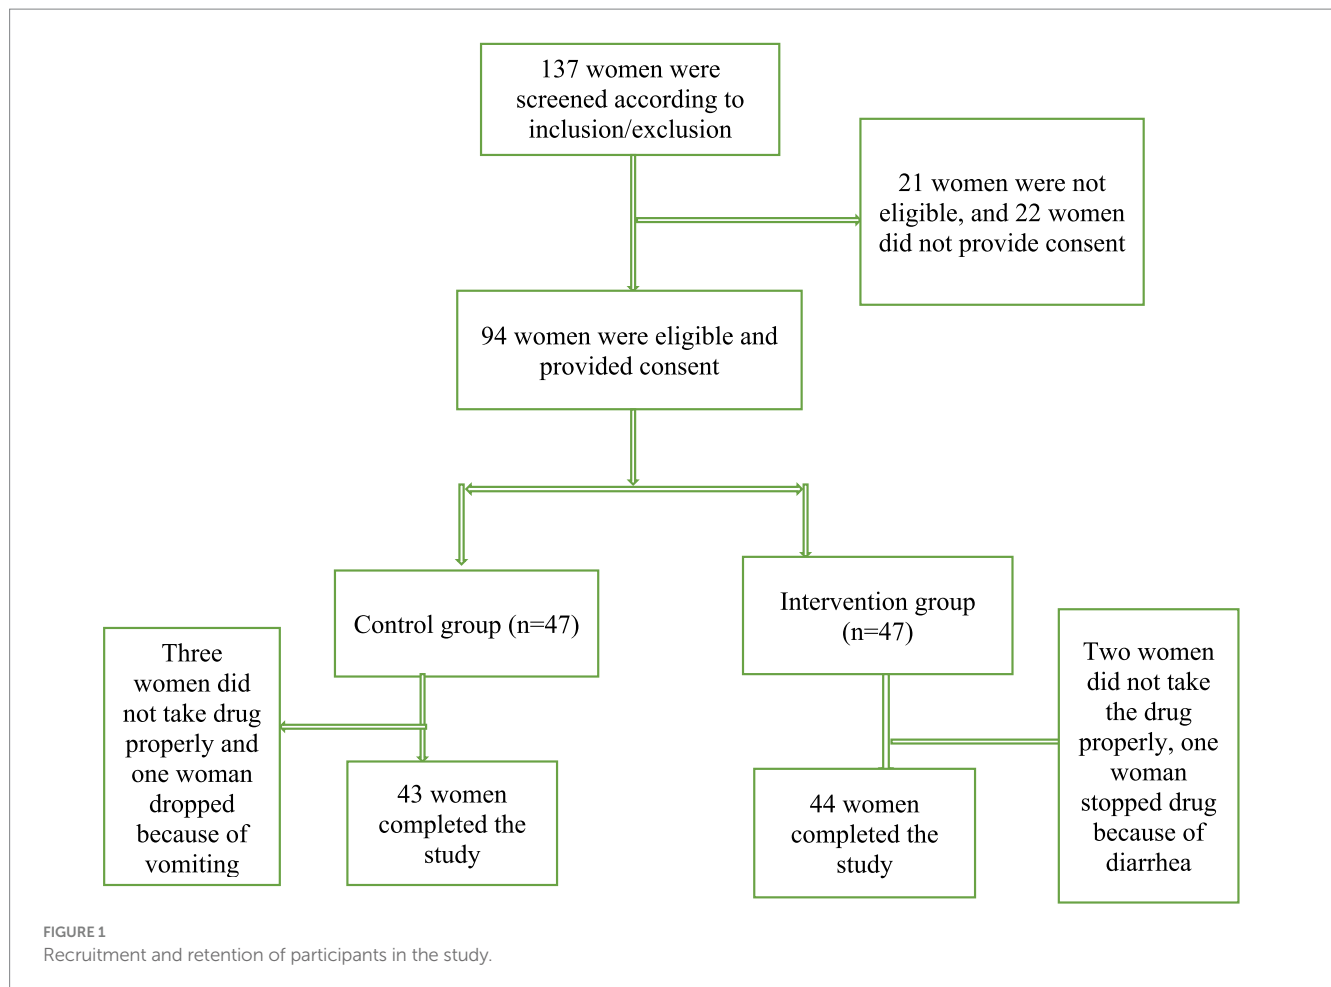 137 women were
screened according to
inclusion/exclusion
21 women were not
eligible, and 22 women
did not provide consent
94 women were eligible and
provided consent
Control group (n=47)
Intervention group
(n=47)
Three
women did
not take drug
properly and
one woman
dropped
because of
vomiting
43 women
completed the
study
44 women
completed the
study
Two women
did not take
the drug
properly, one
woman
stopped drug
because of
diarrhea
FIGURE 1
Recruitment and retention of participants in the study.